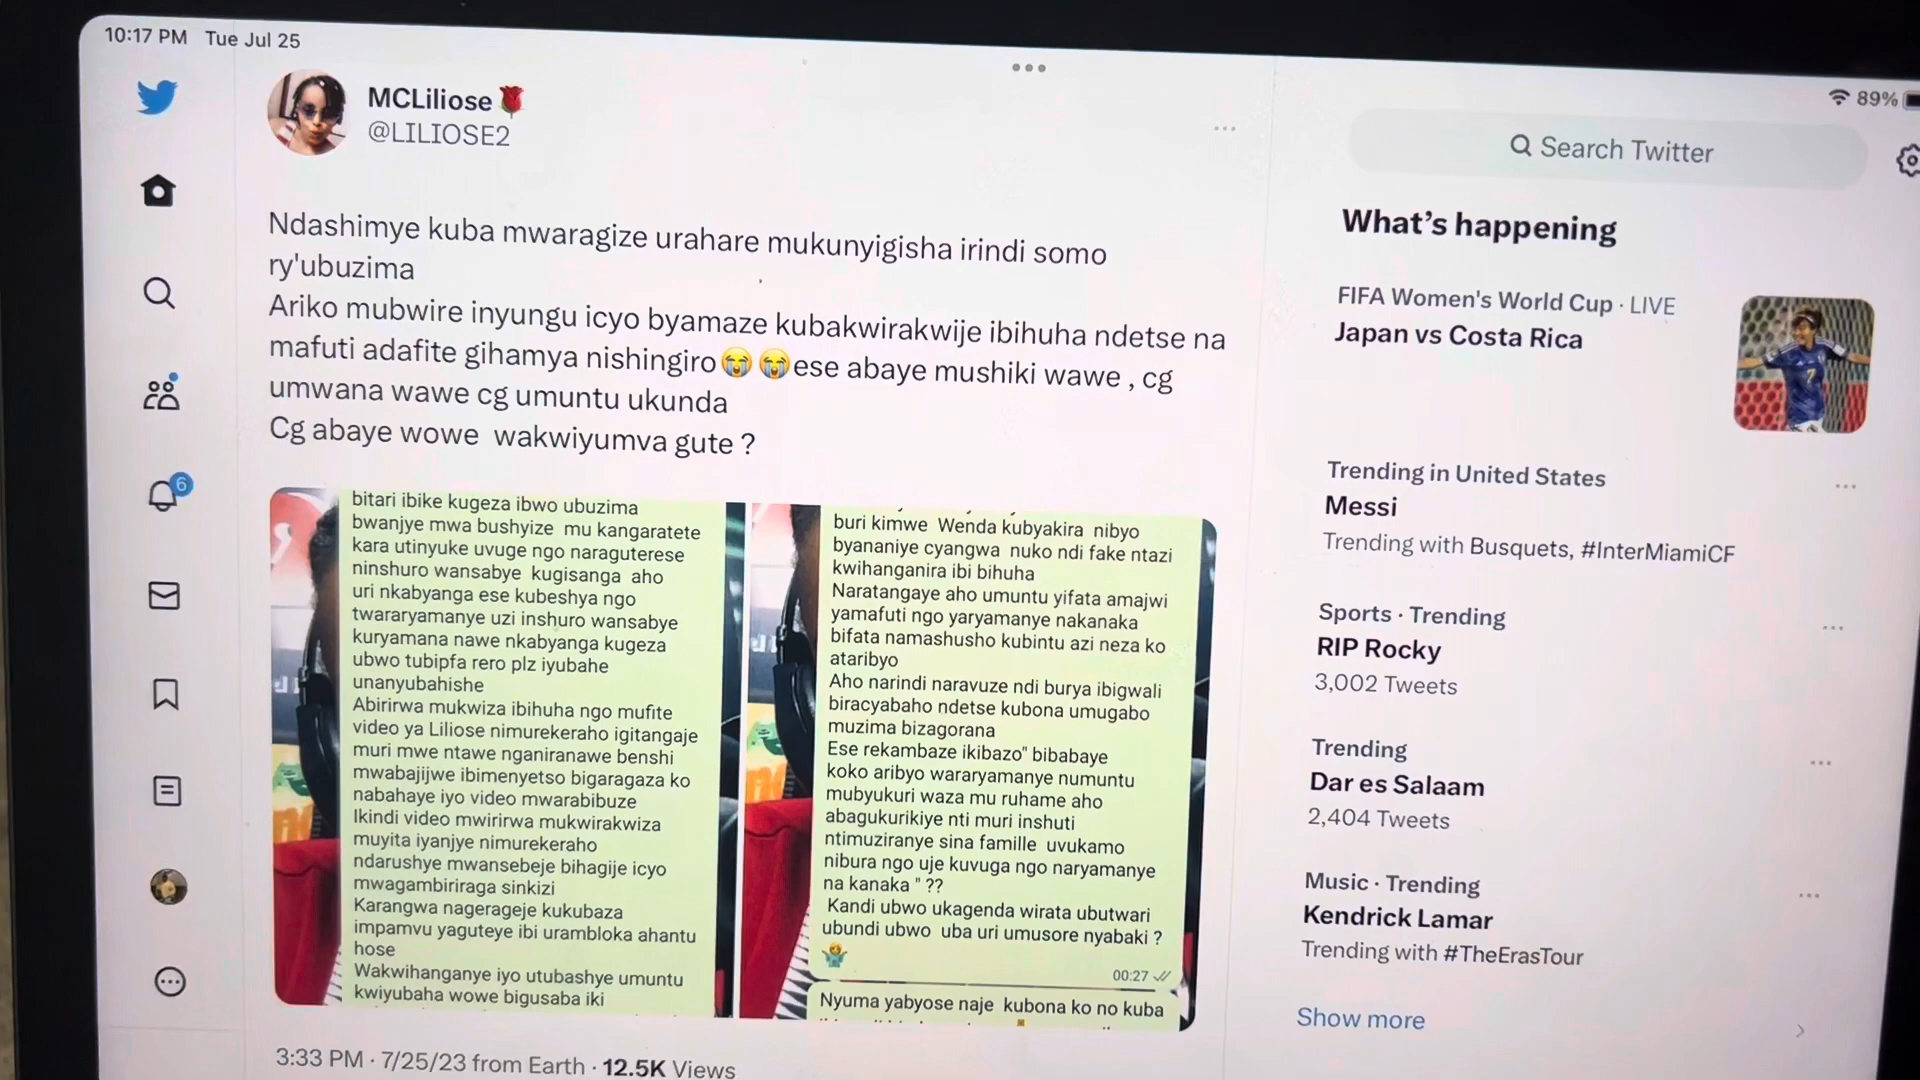 10:17 PM Tue Jul 25
89%
MCLiliose🌹
@LILIOSE2
Ndashimye kuba mwaragize urahare mukunyigisha irindi somo
ry'ubuzima
Ariko mubwire inyungu icyo byamaze kubakwirakwije ibihuha ndetse na
mafuti adafite gihamya nishingiro😭😭ese abaye mushiki wawe , cg
umwana wawe cg umuntu ukunda
Cg abaye wowe wakwiyumva gute ?
bitari ibike kugeza ibwo ubuzima
bwanjye mwa bushyize mu kangaratete
kara utinyuke uvuge ngo naraguterese
ninshuro wansabye kugisanga aho
uri nkabyanga ese kubeshya ngo
twararyamanye uzi inshuro wansabye
kuryamana nawe nkabyanga kugeza
ubwo tubipfa rero plz iyubahe
unanyubahishe
Abirirwa mukwiza ibihuha ngo mufite
video ya Liliose nimurekeraho igitangaje
muri mwe ntawe nganiranawe benshi
mwabajijwe ibimenyetso bigaragaza ko
nabahaye iyo video mwarabibuze
Ikindi video mwirirwa mukwirakwiza
muyita iyanjye nimurekeraho
ndarushye mwansebeje bihagije icyo
mwagambiriraga sinkizi
Karangwa nagerageje kukubaza
impamvu yaguteye ibi urambloka ahantu
hose
Wakwihanganye iyo utubashye umuntu
kwiyubaha wowe bigusaba iki
buri kimwe Wenda kubyakira nibyo
byananiye cyangwa nuko ndi fake ntazi
kwihanganira ibi bihuha
Naratangaye aho umuntu yifata amajwi
yamafuti ngo yaryamanye nakanaka
bifata namashusho kubintu azi neza ko
ataribyo
Aho narindi naravuze ndi burya ibigwali
biracyabaho ndetse kubona umugabo
muzima bizagorana
Ese rekambaze ikibazo" bibabaye
koko aribyo wararyamanye numuntu
mubyukuri waza mu ruhame aho
abagukurikiye nti muri inshuti
ntimuziranye sina famille uvukamo
nibura ngo uje kuvuga ngo naryamanye
na kanaka " ??
Kandi ubwo ukagenda wirata ubutwari
ubundi ubwo uba uri umusore nyabaki ?
🤷
00:27
Nyuma yabyose naje kubona ko no kuba
3:33 PM · 7/25/23 from Earth · 12.5K Views
6
Search Twitter
What's happening
FIFA Women's World Cup · LIVE
Japan vs Costa Rica
Trending in United States
Messi
Trending with Busquets, #InterMiamiCF
Sports · Trending
RIP Rocky
3,002 Tweets
Trending
Dar es Salaam
2,404 Tweets
Music · Trending
Kendrick Lamar
Trending with #TheErasTour
Show more